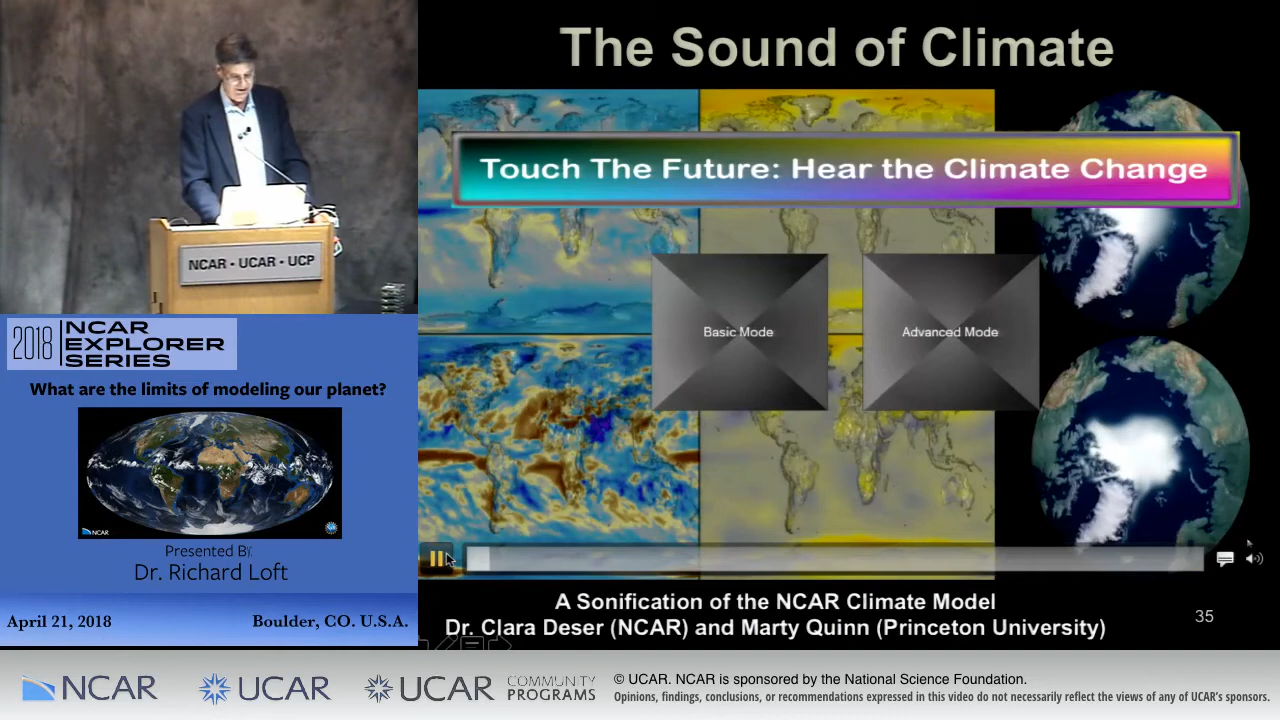 The Sound of Climate
Touch The Future: Hear the Climate Change
Basic Mode
Advanced Mode
A Sonification of the NCAR Climate Model
Dr. Clara Deser (NCAR) and Marty Quinn (Princeton University)
35
NCAR • UCAR • UCP
2018 NCAR
EXPLORER
SERIES
What are the limits of modeling our planet?
NCAR
Presented By:
Dr. Richard Loft
April 21, 2018
Boulder, CO. U.S.A.
NCAR
UCAR
UCAR COMMUNITY
PROGRAMS
© UCAR. NCAR is sponsored by the National Science Foundation.
Opinions, findings, conclusions, or recommendations expressed in this video do not necessarily reflect the views of any of UCAR's sponsors.